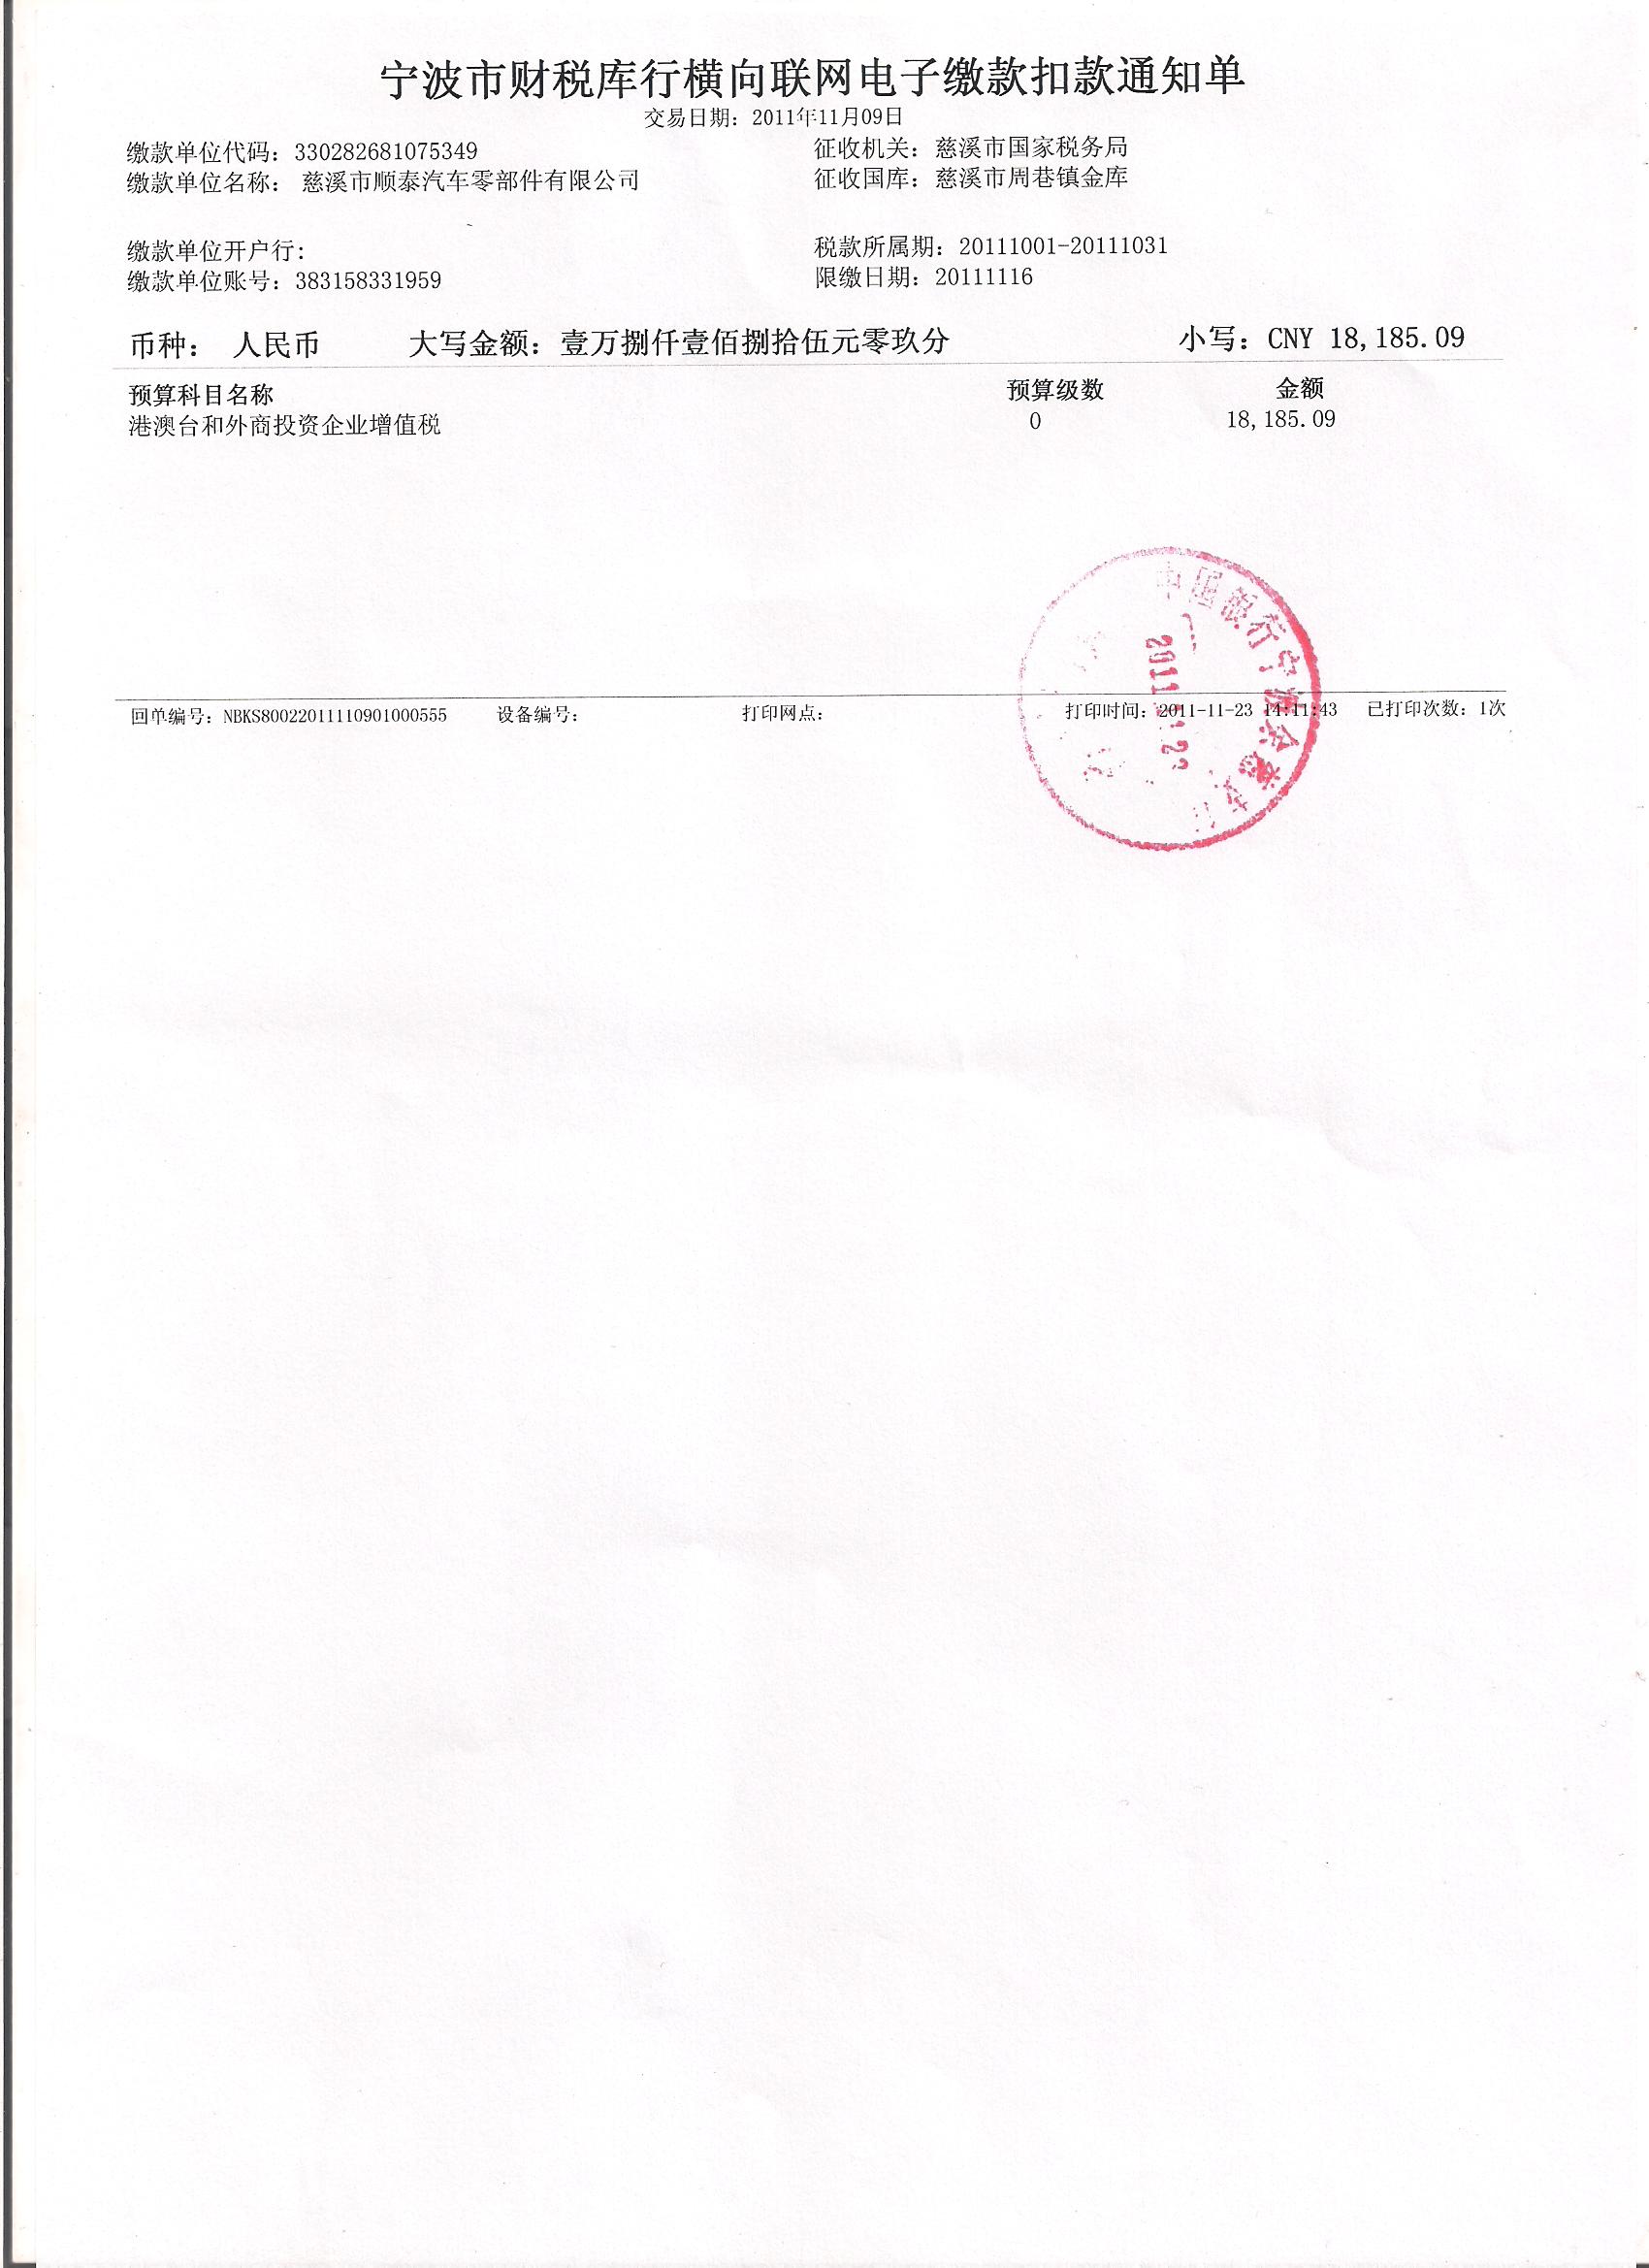 宁波市财税库行横向联网电子缴款扣款通知单
交易日期：2011年11月09日
缴款单位代码：330282681075349 征收机关：慈溪市国家税务局
缴款单位名称： 慈溪市顺泰汽车零部件有限公司 征收国库：慈溪市周巷镇金库
缴款单位开户行： 税款所属期：20111001-20111031
缴款单位账号：383158331959 限缴日期：20111116
币种： 人民币 大写金额：壹万捌仟壹佰捌拾伍元零玖分 小写：CNY 18,185.09
预算科目名称 预算级数 金额
港澳台和外商投资企业增值税 0 18,185.09
回单编号：NBKS80022011110901000555 设备编号： 打印网点： 打印时间：2011-11-23 14:11:43 已打印次数：1次
中国银行宁波